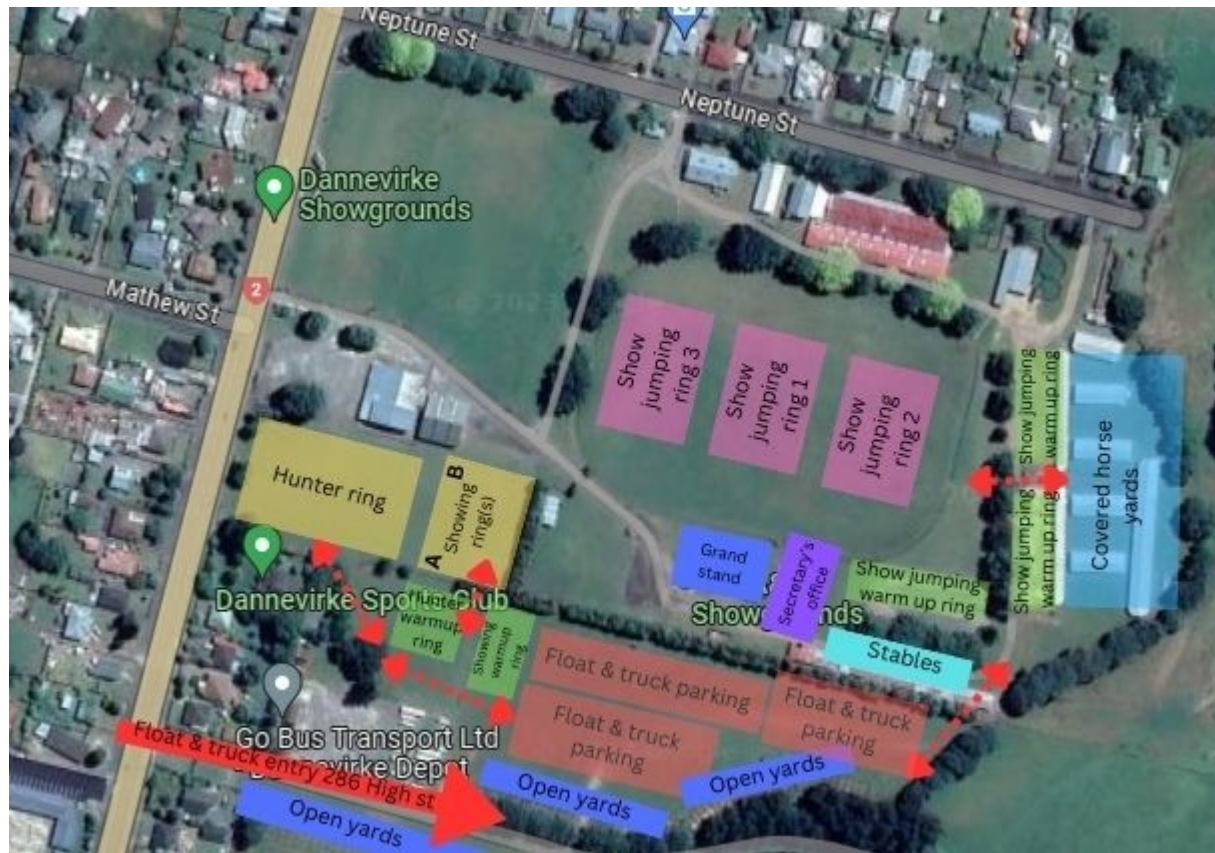 Neptune St
Neptune St
Dannevirke
Showgrounds
2
Mathew St
Show
jumping
ring 3
Show
jumping
ring 1
Show
jumping
ring 2
Show jumping
warm up ring
Show jumping
warm up ring
Covered horse
yards
Hunter ring
A
B
Showing
ring(s)
Grand
stand
Secretary's
office
Show jumping
warm up ring
Dannevirke Sports Club
Hunter
warmup
ring
Showing
warmup
ring
Stables
Float & truck parking
Float & truck
parking
Float & truck
parking
Go Bus Transport Ltd
Depot
Float & truck entry 286 High st
Open yards
Open yards
Open yards